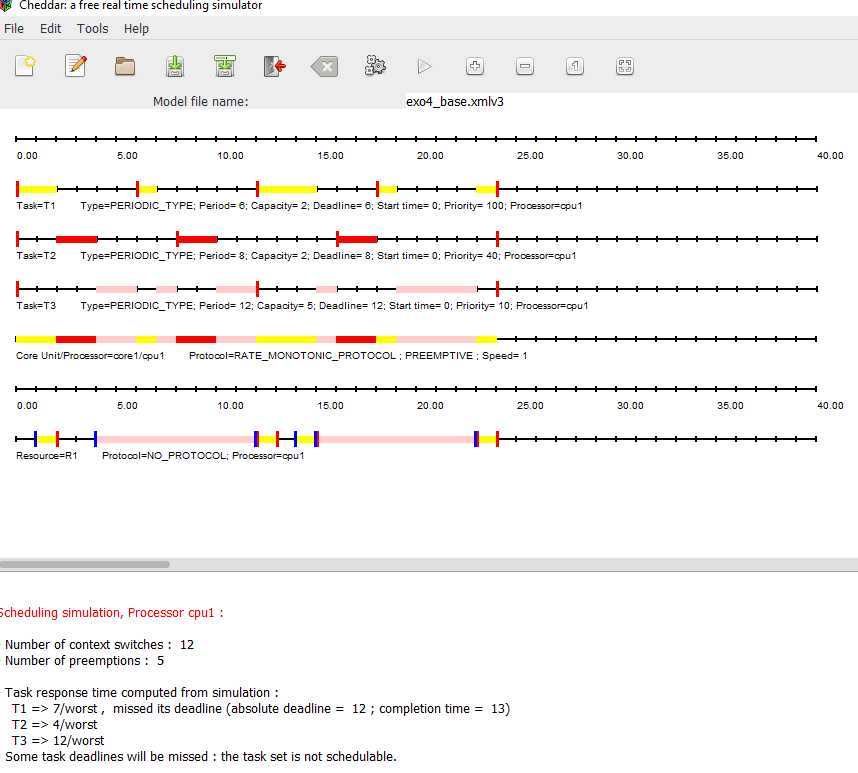 Cheddar: a free real time scheduling simulator
File Edit Tools Help
Model file name: exo4_base.xmlv3
0.00 5.00 10.00 15.00 20.00 25.00 30.00 35.00 40.00
Task=T1 Type=PERIODIC_TYPE; Period= 6; Capacity= 2; Deadline= 6; Start time= 0; Priority= 100; Processor=cpu1
Task=T2 Type=PERIODIC_TYPE; Period= 8; Capacity= 2; Deadline= 8; Start time= 0; Priority= 40; Processor=cpu1
Task=T3 Type=PERIODIC_TYPE; Period= 12; Capacity= 5; Deadline= 12; Start time= 0; Priority= 10; Processor=cpu1
Core Unit/Processor=core1/cpu1 Protocol=RATE_MONOTONIC_PROTOCOL ; PREEMPTIVE ; Speed= 1
0.00 5.00 10.00 15.00 20.00 25.00 30.00 35.00 40.00
Resource=R1 Protocol=NO_PROTOCOL; Processor=cpu1
Scheduling simulation, Processor cpu1 :
Number of context switches : 12
Number of preemptions : 5
Task response time computed from simulation :
T1 => 7/worst , missed its deadline (absolute deadline = 12 ; completion time = 13)
T2 => 4/worst
T3 => 12/worst
Some task deadlines will be missed : the task set is not schedulable.